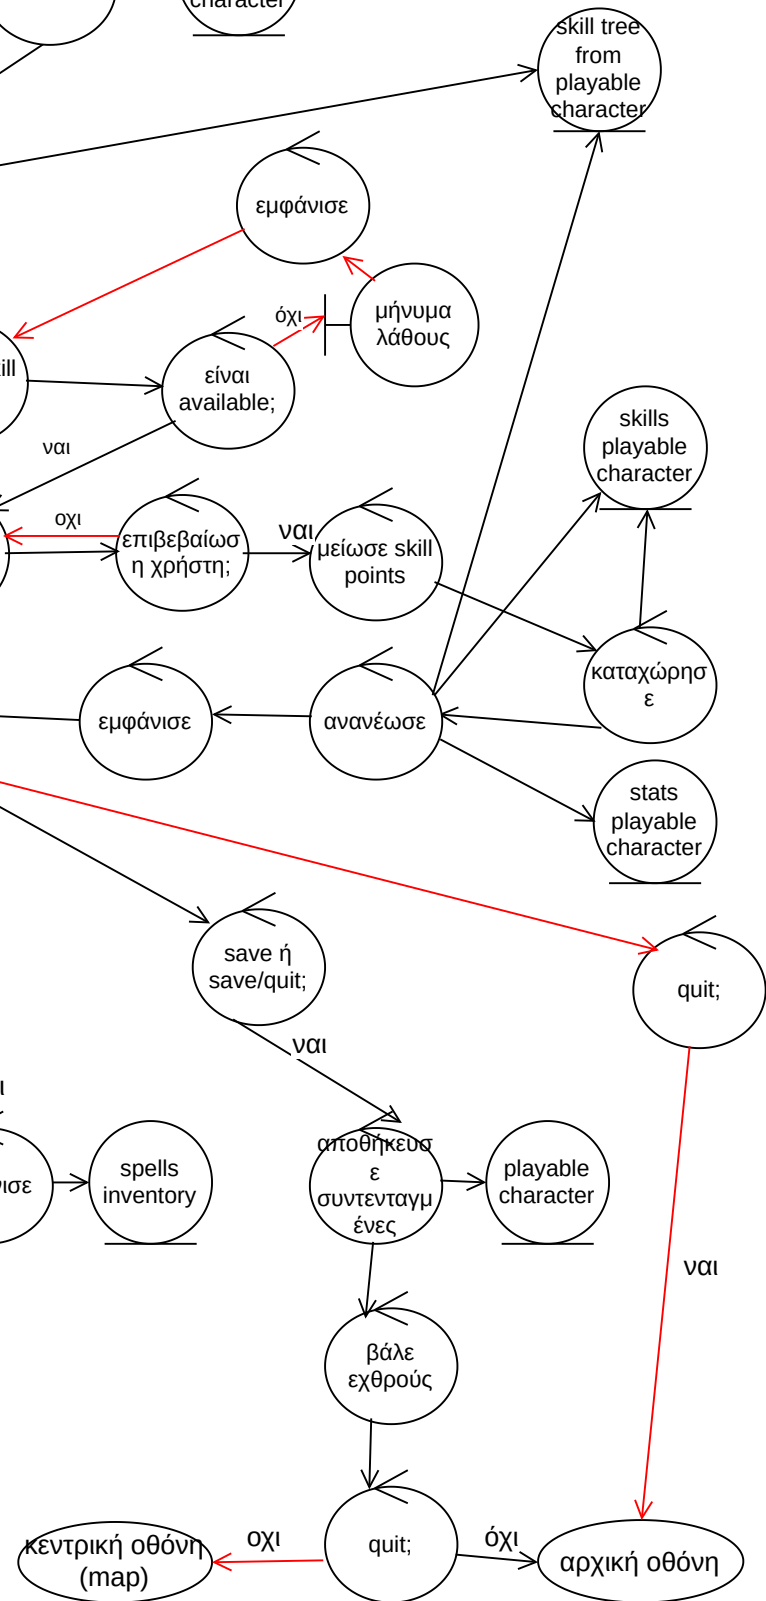 character
skill tree
from
playable
character
εμφάνισε
μήνυμα
λάθους
όχι
είναι
available;
ναι
skills
playable
character
οχι
επιβεβαίωσ
η χρήστη;
ναι
μείωσε skill
points
καταχώρησ
ε
εμφάνισε
ανανέωσε
stats
playable
character
save ή
save/quit;
quit;
ναι
spells
inventory
αποθήκευσ
ε
συντενταγμ
ένες
playable
character
ναι
βάλε
εχθρούς
κεντρική οθόνη
(map)
οχι
quit;
όχι
αρχική οθόνη